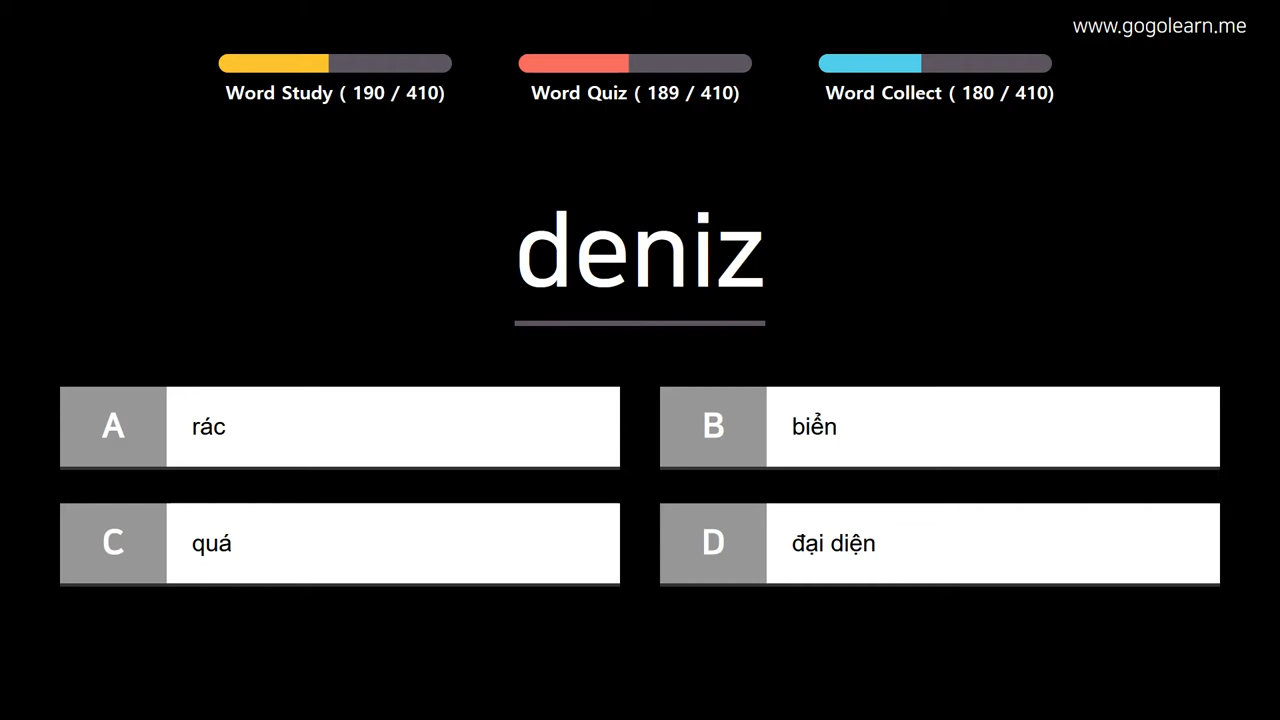 www.gogolearn.me
Word Study ( 190 / 410)
Word Quiz ( 189 / 410)
Word Collect ( 180 / 410)
deniz
A rác
B biển
C quá
D đại diện